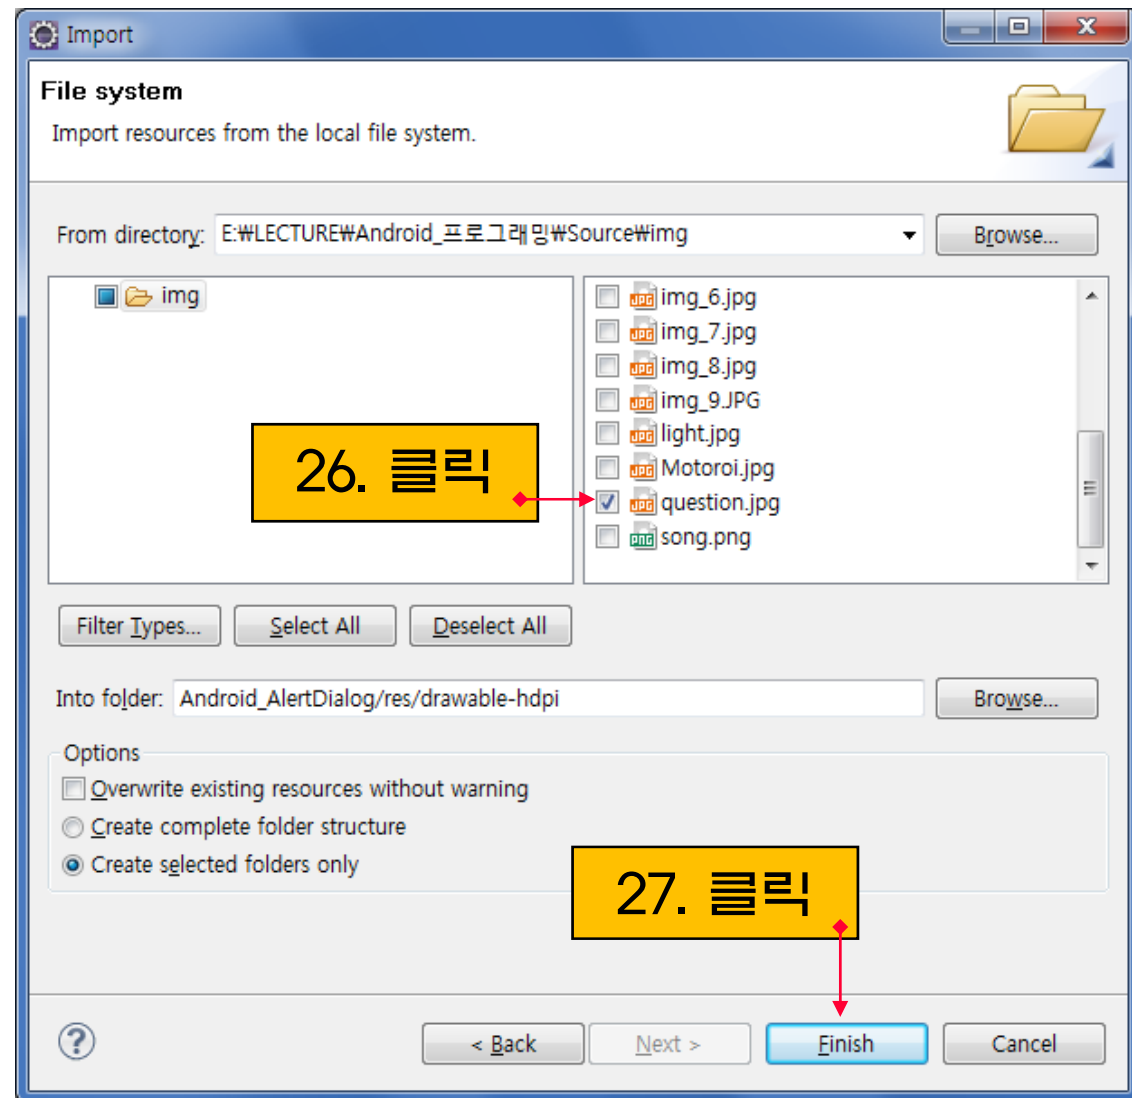 Import
File system
Import resources from the local file system.
From directory: E:₩LECTURE₩Android_프로그래밍₩Source₩img
Browse...
img
img_6.jpg
img_7.jpg
img_8.jpg
img_9.JPG
light.jpg
Motoroi.jpg
question.jpg
song.png
26. 클릭
Filter Types...
Select All
Deselect All
Into folder: Android_AlertDialog/res/drawable-hdpi
Browse...
Options
Overwrite existing resources without warning
Create complete folder structure
Create selected folders only
27. 클릭
?
< Back
Next >
Finish
Cancel